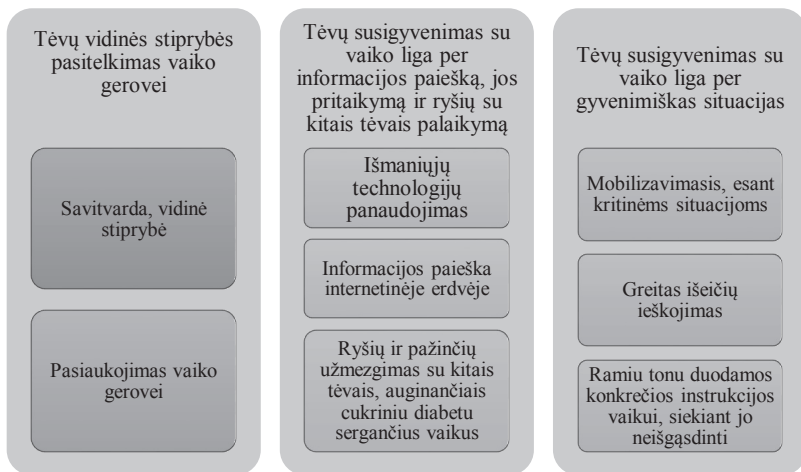 Tėvų vidinės stiprybės
pasitelkimas vaiko
gerovei
Savitvarda, vidinė
stiprybė
Pasiaukojimas vaiko
gerovei
Tėvų susigyvenimas su
vaiko liga per
informacijos paiešką, jos
pritaikymą ir ryšių su
kitais tėvais palaikymą
Išmaniųjų
technologijų
panaudojimas
Informacijos paieška
internetinėje erdvėje
Ryšių ir pažinčių
užmezgimas su kitais
tėvais, auginančiais
cukriniu diabetu
sergančius vaikus
Tėvų susigyvenimas su
vaiko liga per
gyvenimiškas situacijas
Mobilizavimasis, esant
kritinėms situacijoms
Greitas išeičių
ieškojimas
Ramiu tonu duodamos
konkrečios instrukcijos
vaikui, siekiant jo
neišgąsdinti